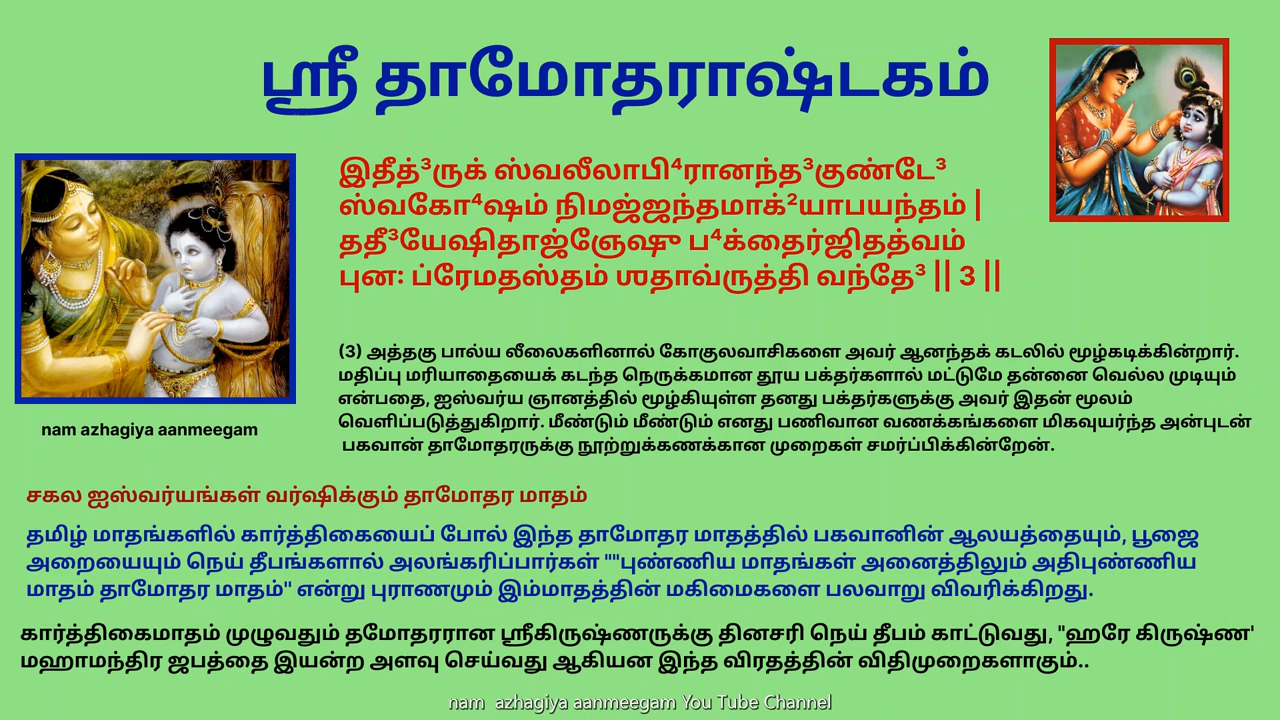 ஸ்ரீ தாமோதராஷ்டகம்
இதீத்³ருக் ஸ்வலீலாபி⁴ரானந்த³குண்டே³
ஸ்வகோ⁴ஷம் நிமஜ்ஜந்தமாக்²யாபயந்தம் |
ததீ³யேஷிதாஜ்ஞேஷு ப⁴க்தைர்ஜிதத்வம்
புன꞉ ப்ரேமதஸ்தம் ஶதாவ்ருத்தி வந்தே³ || 3 ||
(3) அத்தகு பால்ய லீலைகளினால் கோகுலவாசிகளை அவர் ஆனந்தக் கடலில் மூழ்கடிக்கின்றார்.
மதிப்பு மரியாதையைக் கடந்த நெருக்கமான தூய பக்தர்களால் மட்டுமே தன்னை வெல்ல முடியும்
என்பதை, ஐஸ்வர்ய ஞானத்தில் மூழ்கியுள்ள தனது பக்தர்களுக்கு அவர் இதன் மூலம்
வெளிப்படுத்துகிறார். மீண்டும் மீண்டும் எனது பணிவான வணக்கங்களை மிகவுயர்ந்த அன்புடன்
பகவான் தாமோதரருக்கு நூற்றுக்கணக்கான முறைகள் சமர்ப்பிக்கின்றேன்.
nam azhagiya aanmeegam
சகல ஐஸ்வர்யங்கள் வர்ஷிக்கும் தாமோதர மாதம்
தமிழ் மாதங்களில் கார்த்திகையைப் போல் இந்த தாமோதர மாதத்தில் பகவானின் ஆலயத்தையும், பூஜை
அறையையும் நெய் தீபங்களால் அலங்கரிப்பார்கள் ""புண்ணிய மாதங்கள் அனைத்திலும் அதிபுண்ணிய
மாதம் தாமோதர மாதம்" என்று புராணமும் இம்மாதத்தின் மகிமைகளை பலவாறு விவரிக்கிறது.
கார்த்திகைமாதம் முழுவதும் தமோதரரான ஸ்ரீகிருஷ்ணருக்கு தினசரி நெய் தீபம் காட்டுவது, "ஹரே கிருஷ்ண'
மஹாமந்திர ஜபத்தை இயன்ற அளவு செய்வது ஆகியன இந்த விரதத்தின் விதிமுறைகளாகும்..
nam azhagiya aanmeegam You Tube Channel